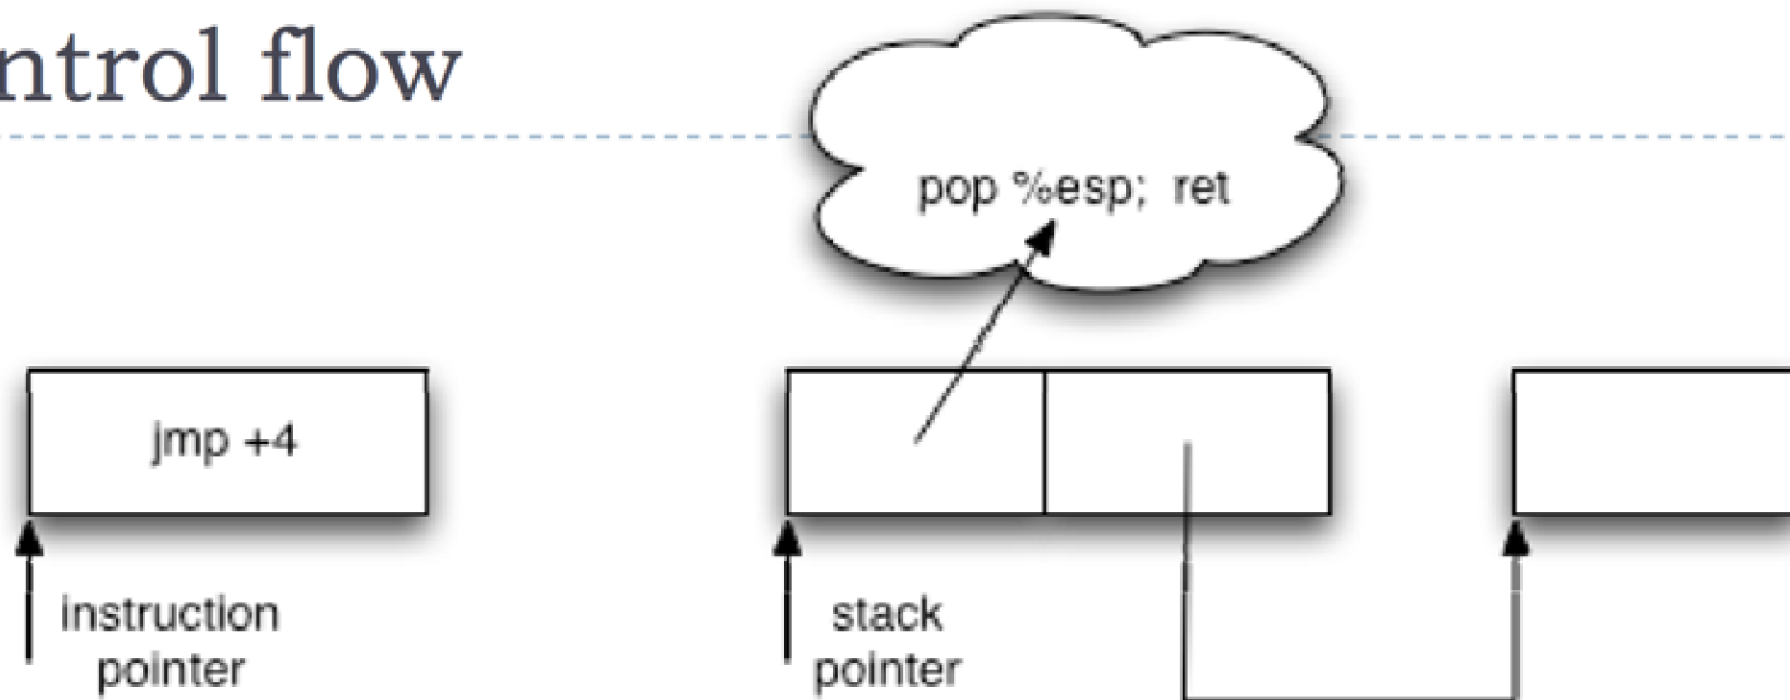 ntrol flow
pop %esp; ret
jmp +4
instruction
pointer
stack
pointer